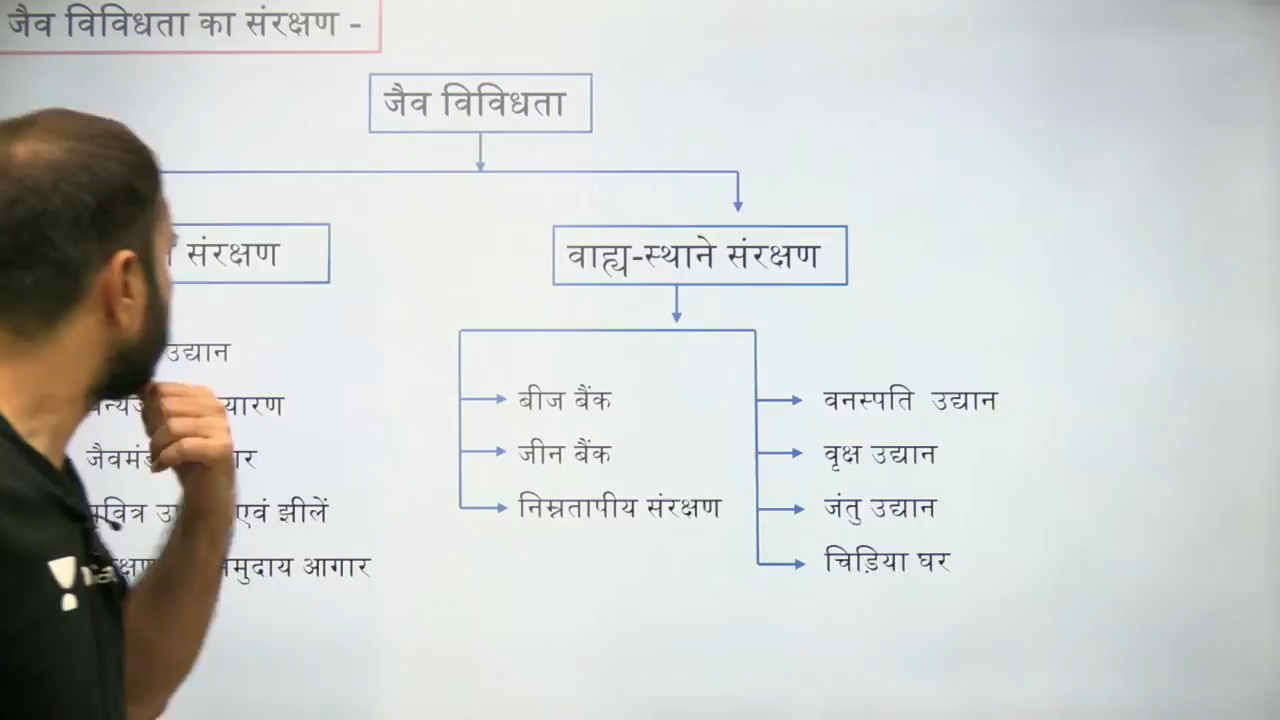 जैव विविधता का संरक्षण -
जैव विविधता
संरक्षण
वाह्य-स्थाने संरक्षण
उद्यान
बीज बैंक
जीन बैंक
निम्नतापीय संरक्षण
वनस्पति उद्यान
वृक्ष उद्यान
जंतु उद्यान
चिड़िया घर
एवं झीलें
आगार